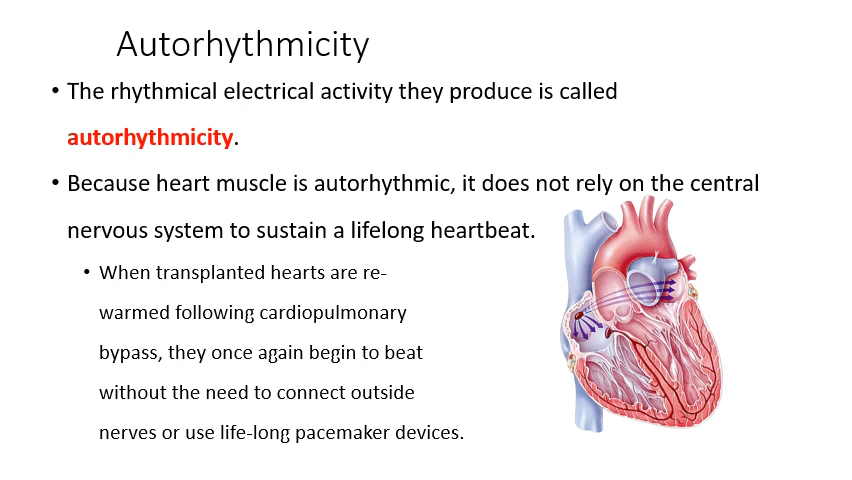 Autorhythmicity
• The rhythmical electrical activity they produce is called
autorhythmicity.
• Because heart muscle is autorhythmic, it does not rely on the central
nervous system to sustain a lifelong heartbeat.
• When transplanted hearts are re-
warmed following cardiopulmonary
bypass, they once again begin to beat
without the need to connect outside
nerves or use life-long pacemaker devices.